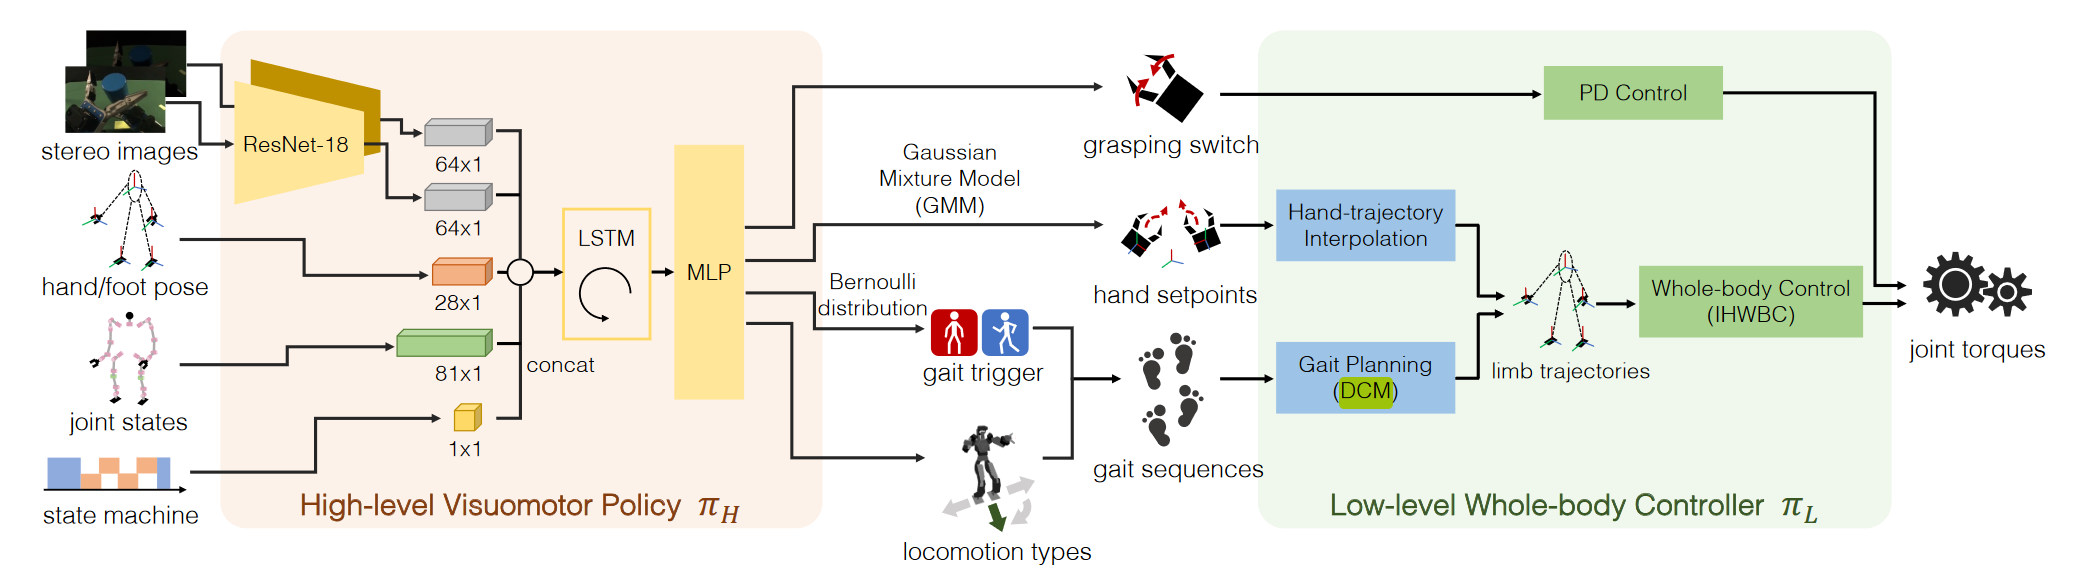 stereo images
hand/foot pose
joint states
state machine
ResNet-18
64x1
64x1
28x1
81x1
1x1
concat
LSTM
MLP
High-level Visuomotor Policy π_H
Gaussian
Mixture Model
(GMM)
Bernoulli
distribution
grasping switch
hand setpoints
gait trigger
gait sequences
locomotion types
PD Control
Hand-trajectory
Interpolation
Gait Planning
(DCM)
limb trajectories
Whole-body Control
(IHWBC)
Low-level Whole-body Controller π_L
joint torques